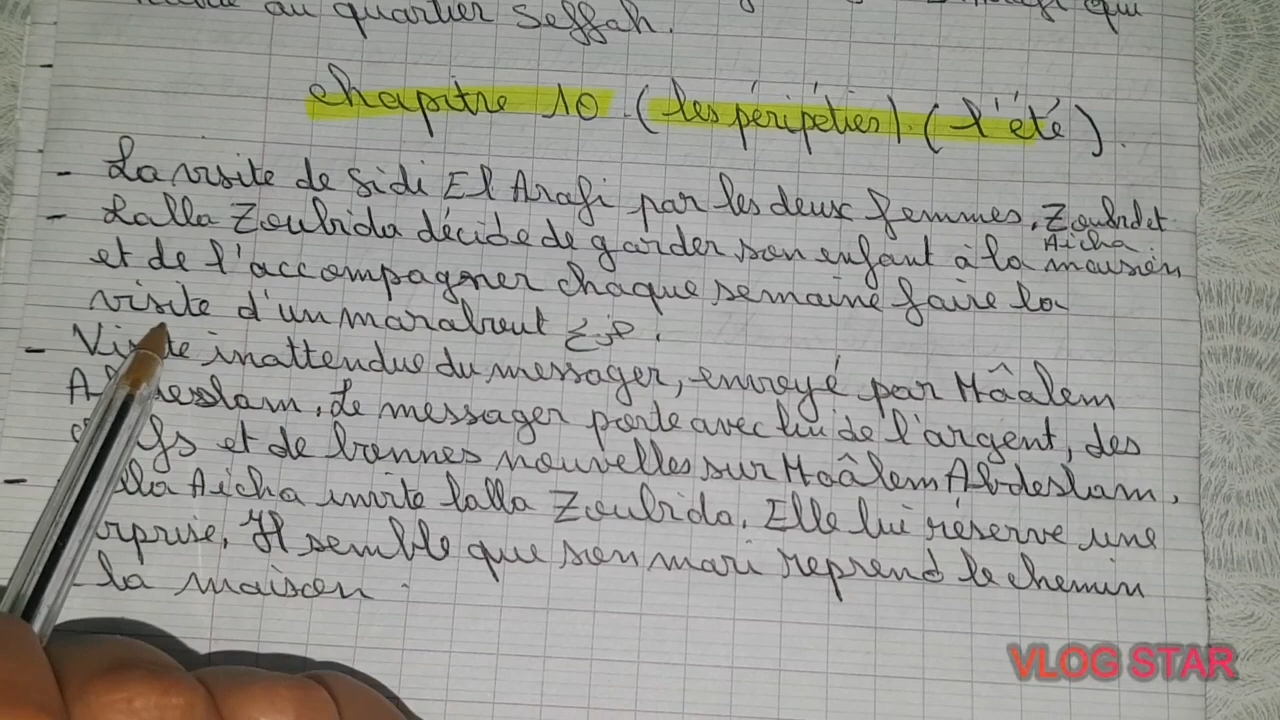 au quartier Seffah. qui
Chapitre 10. (les péripéties). (l'été).
- La visite de Sidi El Arafi par les deux femmes, Zoubida et Aicha.
- Lalla Zoubida décide de garder son enfant à la maison
et de l'accompagner chaque semaine faire la
visite d'un marabout
- Visite inattendue du messager, envoyé par Mâalem
Abdeslam. Le messager porte avec lui de l'argent, des
et de bonnes nouvelles sur Maâlem Abdeslam,
- lla Aicha invite lalla Zoubida. Elle lui réserve une
rprise. Il semble que son mari reprend le chemin
la maison.
VLOG STAR